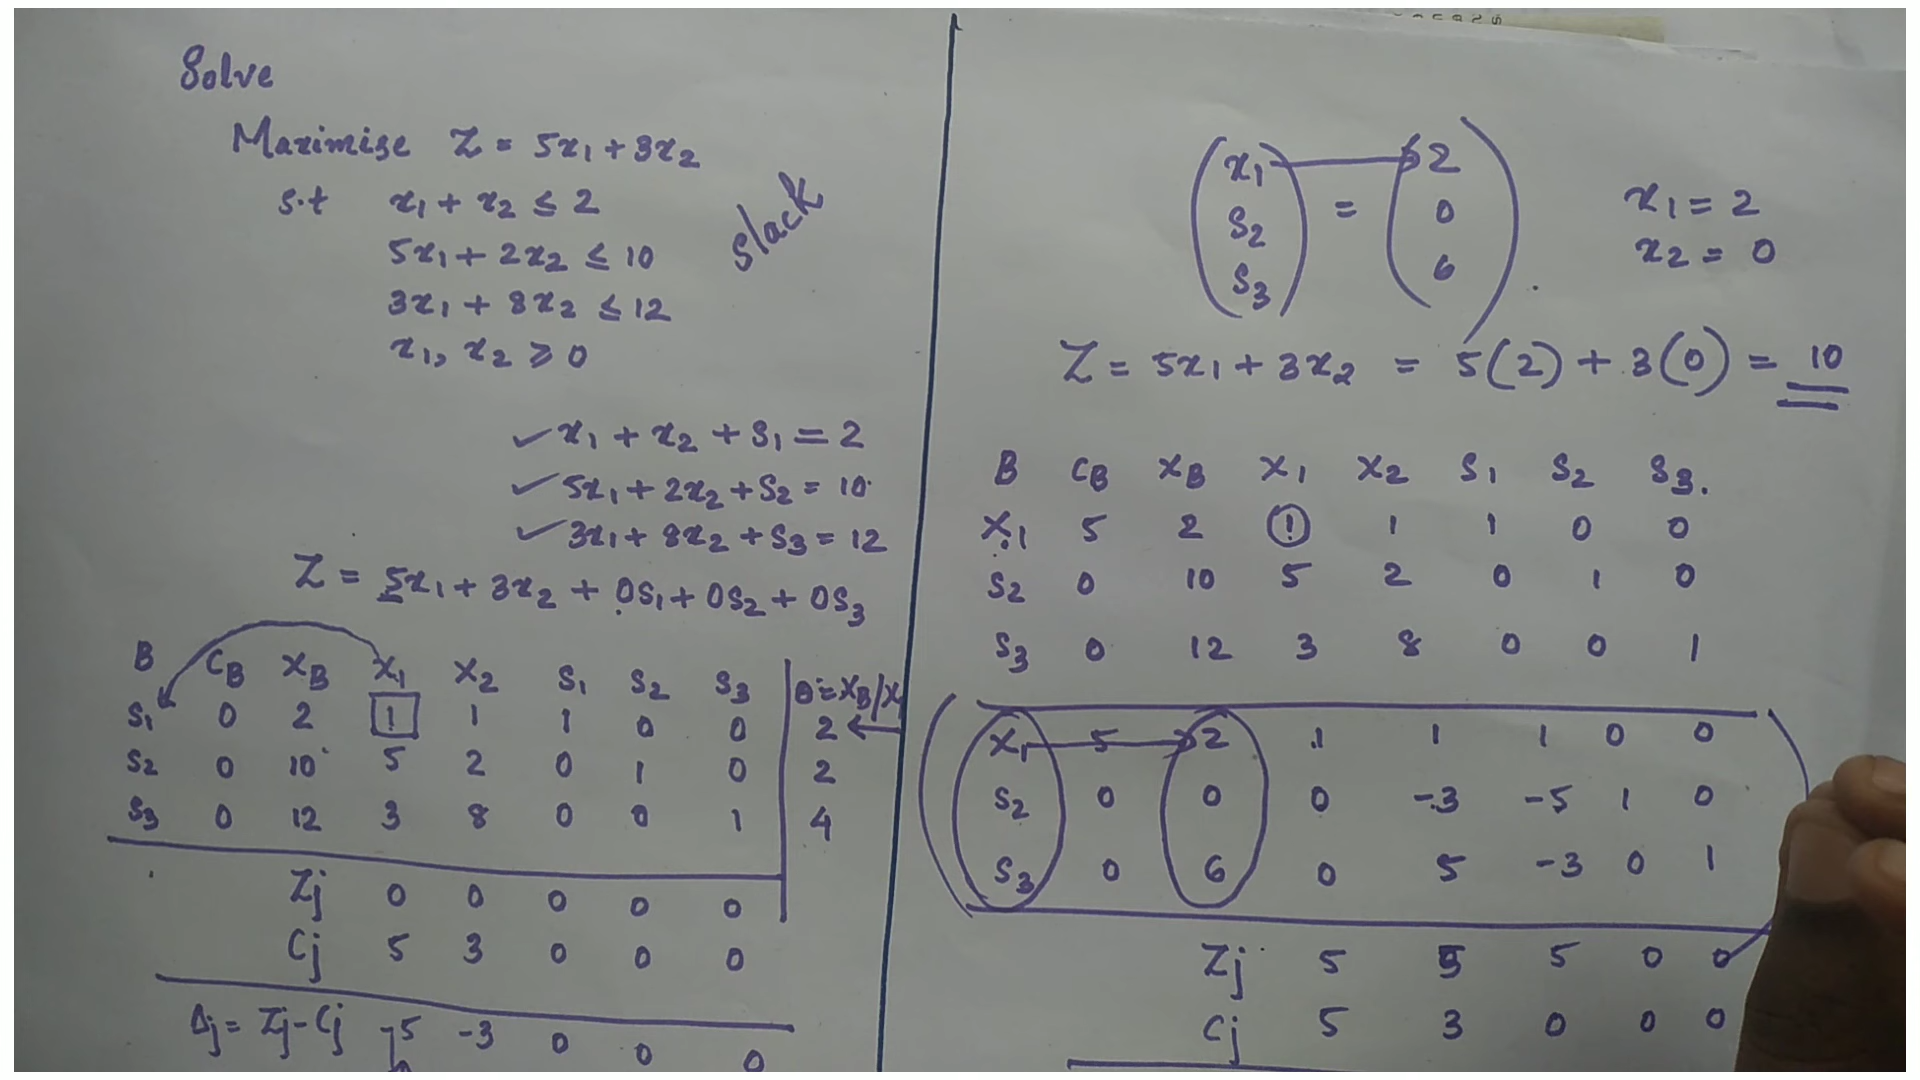 Solve
Maximise Z = 5x₁ + 3x₂
s.t x₁ + x₂ ≤ 2
5x₁ + 2x₂ ≤ 10
3x₁ + 8x₂ ≤ 12
x₁, x₂ ≥ 0
slack
✓ x₁ + x₂ + S₁ = 2
✓ 5x₁ + 2x₂ + S₂ = 10
✓ 3x₁ + 8x₂ + S₃ = 12
Z = 5x₁ + 3x₂ + 0S₁ + 0S₂ + 0S₃
B C_B X_B X₁ X₂ S₁ S₂ S₃ θ = X_B/X₁
S₁ 0 2 1 1 1 0 0 2 ←
S₂ 0 10 5 2 0 1 0 2
S₃ 0 12 3 8 0 0 1 4
Zj 0 0 0 0 0
Cj 5 3 0 0 0
Δj = Zj - Cj -5 -3 0 0 0
x₁ 2
S₂ = 0
S₃ 6
x₁ = 2
x₂ = 0
Z = 5x₁ + 3x₂ = 5(2) + 3(0) = 10
B C_B X_B X₁ X₂ S₁ S₂ S₃.
X₁ 5 2 1 1 1 0 0
S₂ 0 10 5 2 0 1 0
S₃ 0 12 3 8 0 0 1
X₁ 5 2 1 1 1 0 0
S₂ 0 0 0 -3 -5 1 0
S₃ 0 6 0 5 -3 0 1
Zj 5 5 5 0 0
Cj 5 3 0 0 0